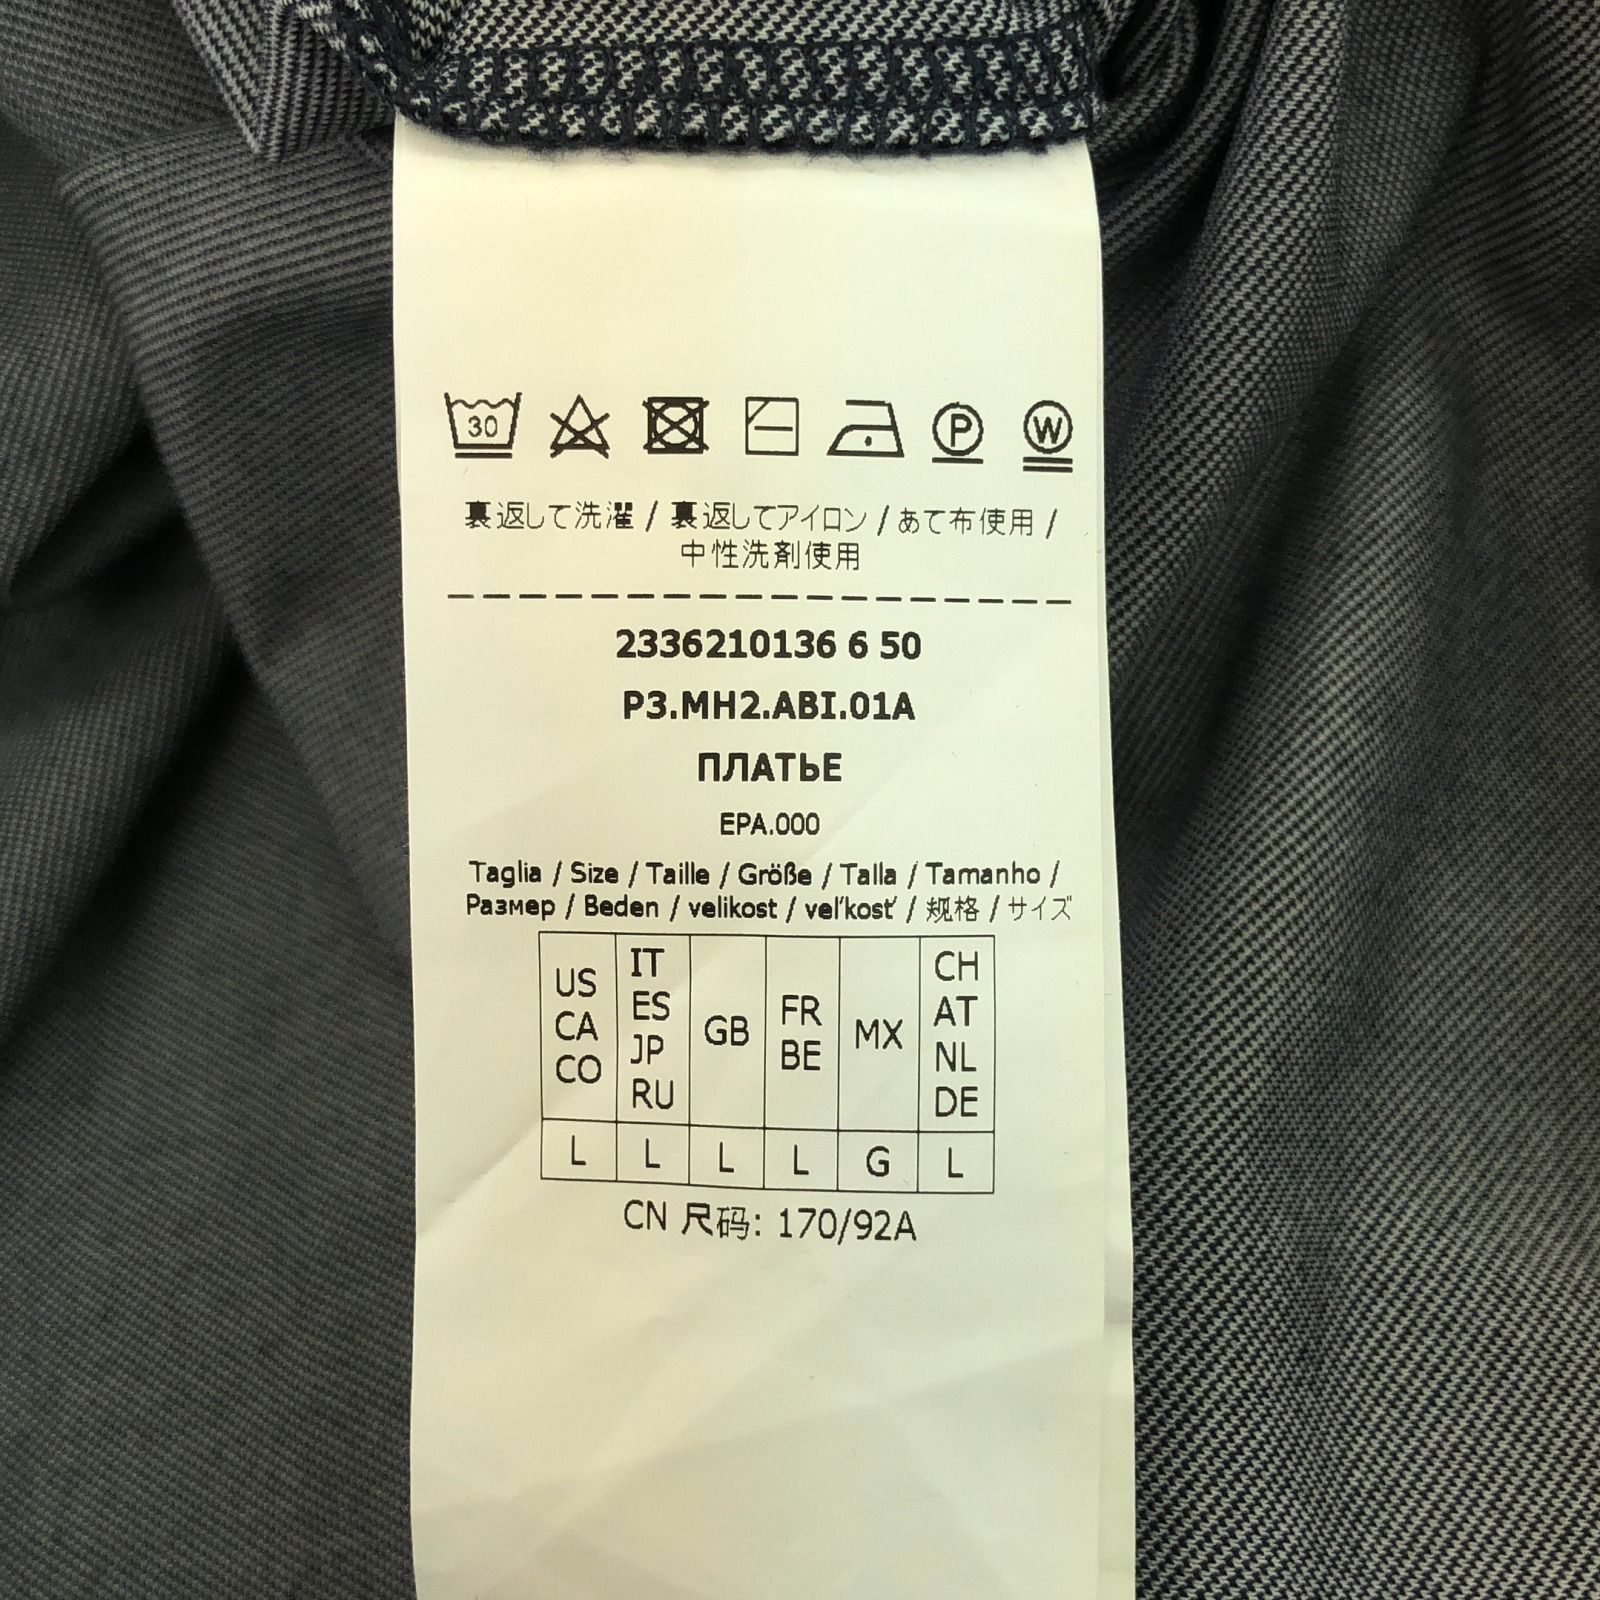 30 P W
裏返して洗濯 / 裏返してアイロン / あて布使用 /
中性洗剤使用
2336210136 6 50
P3.MH2.ABI.01A
ПЛАТЬЕ
EPA.000
Taglia / Size / Taille / Größe / Talla / Tamanho /
Размер / Beden / velikost / veľkosť / 规格 / サイズ
US CA CO
IT ES JP RU
GB
FR BE
MX
CH AT NL DE
L L L L G L
CN 尺码: 170/92A